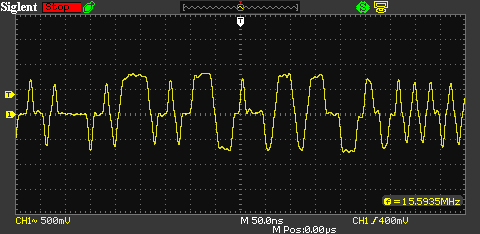 Siglent Stop
T
T
1
f=15.5935MHz
CH1~ 500mV M 50.0ns CH1 /400mV
M Pos:0.00µs